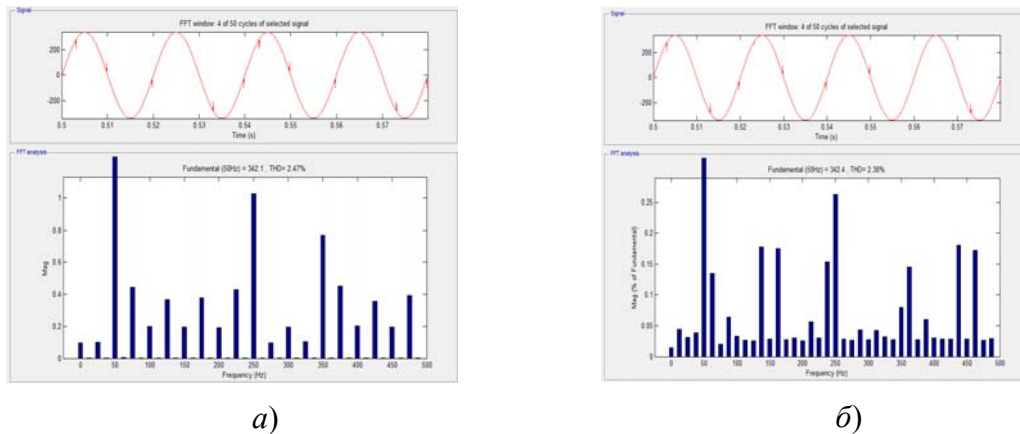 Signal
FFT window: 4 of 50 cycles of selected signal
200
0
-200
0.5 0.51 0.52 0.53 0.54 0.55 0.56 0.57
Time (s)
FFT analysis
Fundamental (50Hz) = 342.1 , THD= 2.47%
1
0.8
0.6
0.4
0.2
0
Mag
0 50 100 150 200 250 300 350 400 450 500
Frequency (Hz)
а)
Signal
FFT window: 4 of 50 cycles of selected signal
200
0
-200
0.5 0.51 0.52 0.53 0.54 0.55 0.56 0.57
Time (s)
FFT analysis
Fundamental (50Hz) = 342.4 , THD= 2.38%
0.25
0.2
0.15
0.1
0.05
0
Mag (% of Fundamental)
0 50 100 150 200 250 300 350 400 450 500
Frequency (Hz)
б)